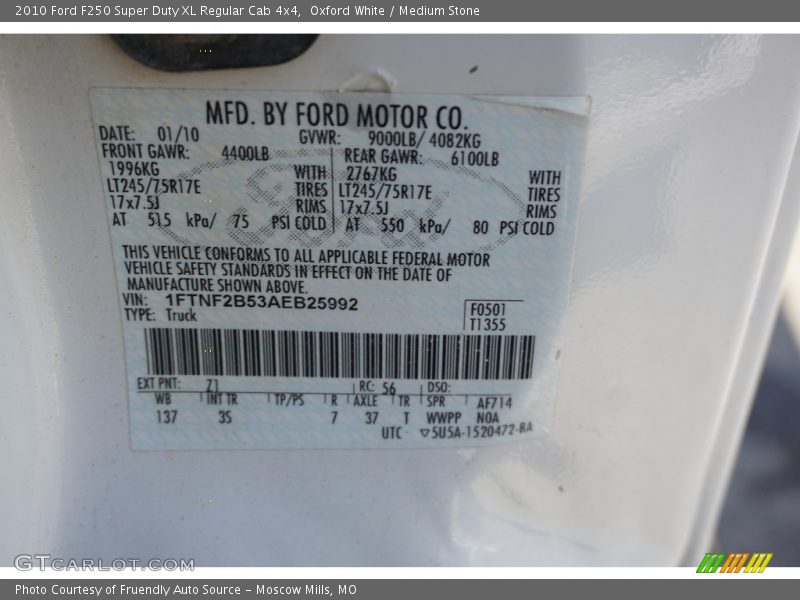 2010 Ford F250 Super Duty XL Regular Cab 4x4,  Oxford White / Medium Stone
MFD. BY FORD MOTOR CO.
DATE: 01/10 GVWR: 9000LB/ 4082KG
FRONT GAWR: 4400LB REAR GAWR: 6100LB
1996KG WITH 2767KG WITH
LT245/75R17E TIRES LT245/75R17E TIRES
17x7.5J RIMS 17x7.5J RIMS
AT 515 kPa/ 75 PSI COLD AT 550 kPa/ 80 PSI COLD
THIS VEHICLE CONFORMS TO ALL APPLICABLE FEDERAL MOTOR
VEHICLE SAFETY STANDARDS IN EFFECT ON THE DATE OF
MANUFACTURE SHOWN ABOVE.
VIN: 1FTNF2B53AEB25992
TYPE: Truck
F0501
T1355
EXT PNT: Z1 RC: 56 DSO:
WB INT TR TP/PS R AXLE TR SPR AF714
137 3S 7 37 T WWPP NOA
UTC ▽5U5A-1520472-BA
GTCARLOT.COM
Photo Courtesy of Fruendly Auto Source – Moscow Mills, MO